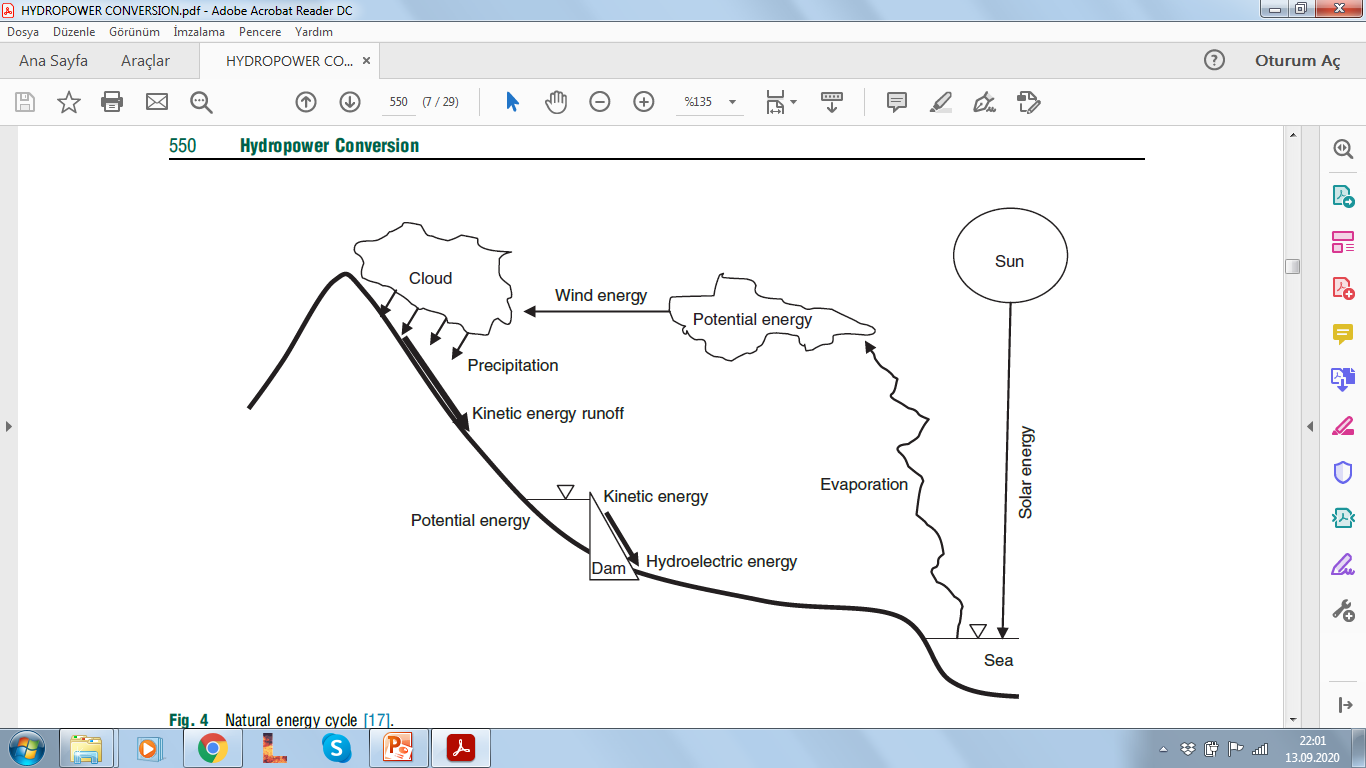 HYDROPOWER CONVERSION.pdf - Adobe Acrobat Reader DC
Dosya Düzenle Görünüm İmzalama Pencere Yardım
Ana Sayfa Araçlar HYDROPOWER CO... × Oturum Aç
550 (7 / 29) %135
550 Hydropower Conversion
Cloud
Sun
Wind energy
Potential energy
Precipitation
Kinetic energy runoff
Solar energy
Evaporation
Kinetic energy
Potential energy
Hydroelectric energy
Dam
Sea
Fig. 4 Natural energy cycle [17].
22:01
13.09.2020